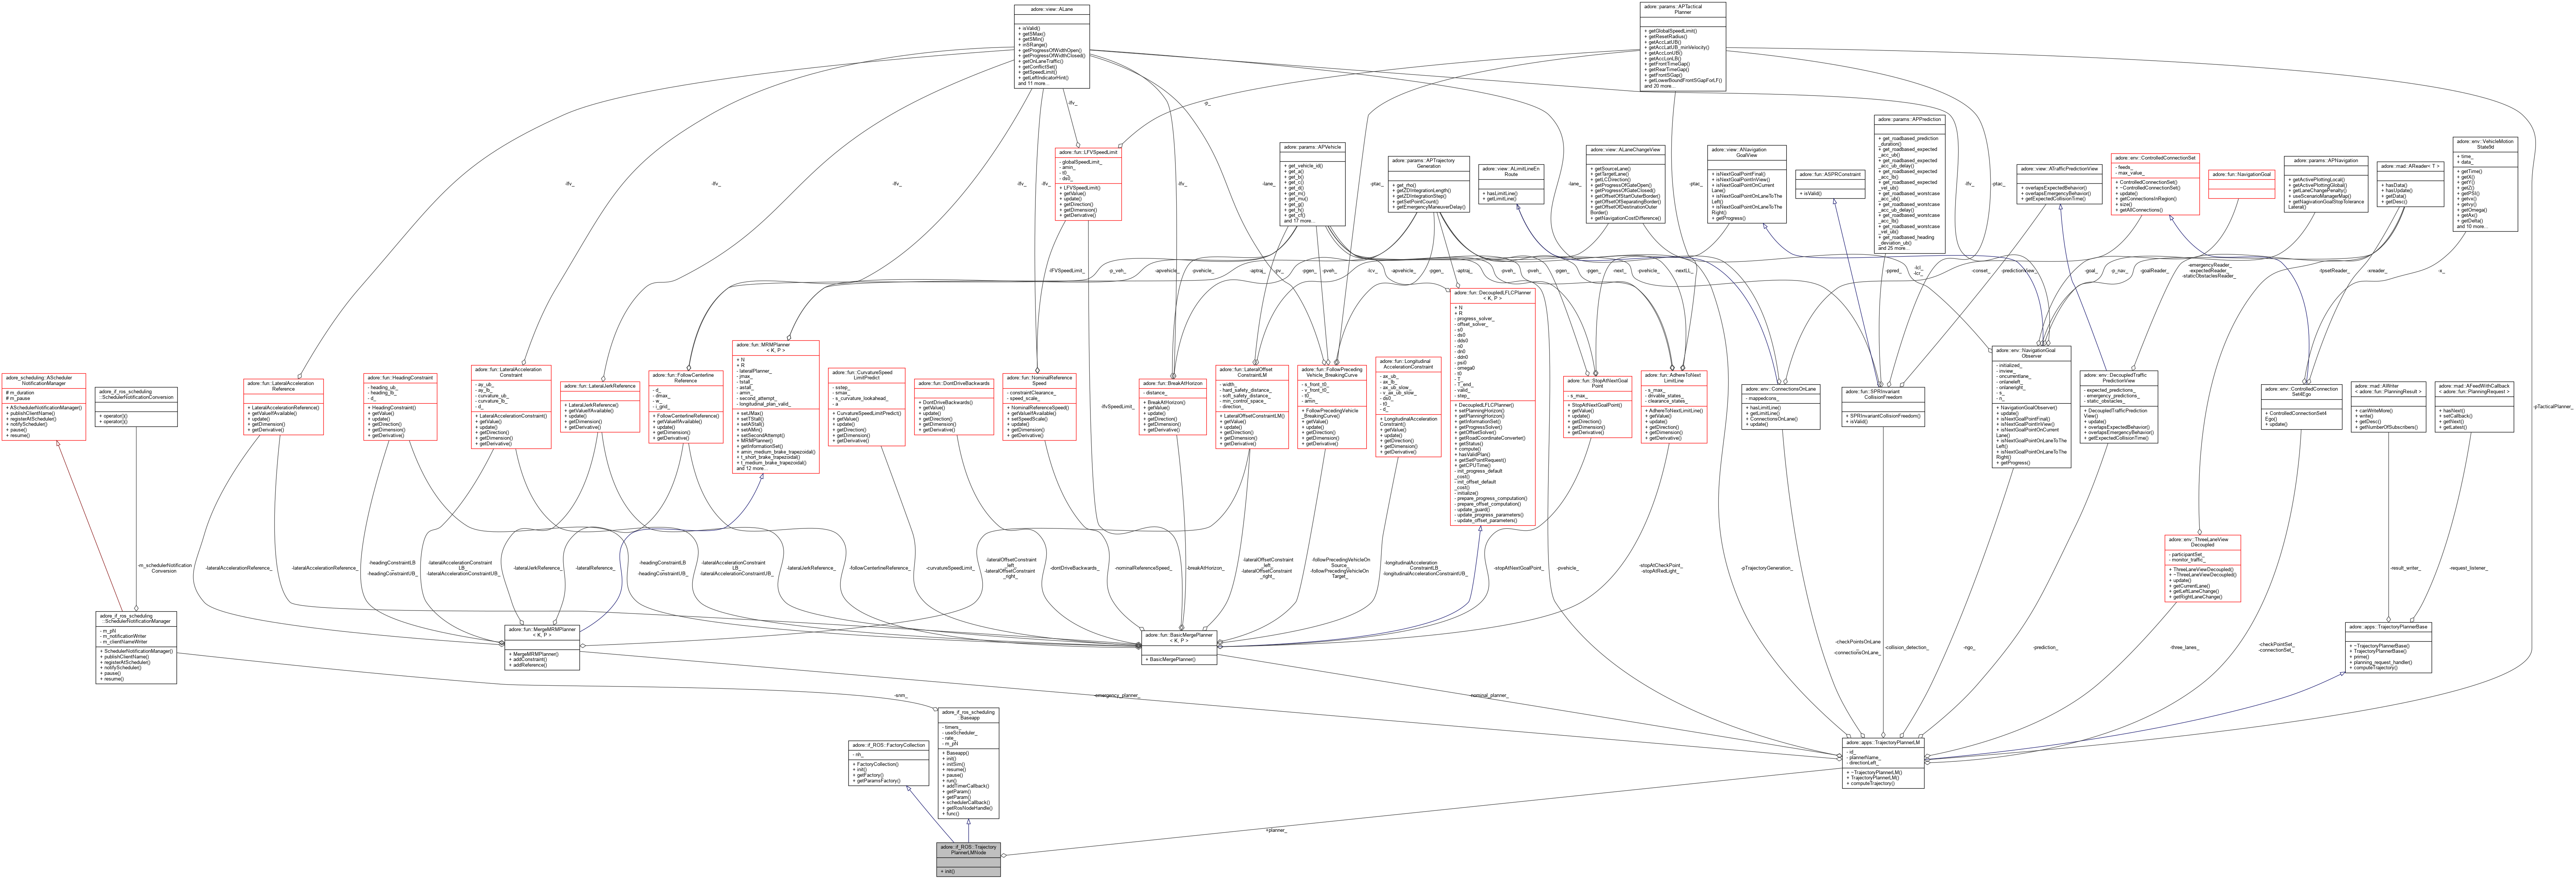 adore::view::ALane
+ isValid()
+ getSMax()
+ getSMin()
+ inSRange()
+ getProgressOfWidthOpen()
+ getProgressOfWidthClosed()
+ getOnLaneTraffic()
+ getConflictSet()
+ getSpeedLimit()
+ getLeftIndicatorHint()
and 11 more...
adore::params::APTactical
Planner
+ getGlobalSpeedLimit()
+ getResetRadius()
+ getAccLatUB()
+ getAccLatUB_minVelocity()
+ getAccLonUB()
+ getAccLonLB()
+ getFrontTimeGap()
+ getRearTimeGap()
+ getFrontSGap()
+ getLowerBoundFrontSGapForLF()
and 20 more...
adore::fun::LFVSpeedLimit
- globalSpeedLimit_
- amin_
- t0_
- ds0_
+ LFVSpeedLimit()
+ getValue()
+ update()
+ getDirection()
+ getDimension()
+ getDerivative()
adore::params::APVehicle
+ get_vehicle_id()
+ get_a()
+ get_b()
+ get_c()
+ get_d()
+ get_m()
+ get_mu()
+ get_g()
+ get_h()
+ get_cf()
and 17 more...
adore::params::APTrajectory
Generation
+ get_rho()
+ getZDIntegrationLength()
+ getZDIntegrationStep()
+ getSetPointCount()
+ getEmergencyManeuverDelay()
adore::view::ALimitLineEn
Route
+ hasLimitLine()
+ getLimitLine()
adore::view::ALaneChangeView
+ getSourceLane()
+ getTargetLane()
+ getLCDirection()
+ getProgressOfGateOpen()
+ getProgressOfGateClosed()
+ getOffsetOfStartOuterBorder()
+ getOffsetOfSeparatingBorder()
+ getOffsetOfDestinationOuter
Border()
+ getNavigationCostDifference()
adore::view::ANavigation
GoalView
+ isNextGoalPointFinal()
+ isNextGoalPointInView()
+ isNextGoalPointOnCurrent
Lane()
+ isNextGoalPointOnLaneToThe
Left()
+ isNextGoalPointOnLaneToThe
Right()
+ getProgress()
adore::fun::ASPRConstraint
+ isValid()
adore::params::APPrediction
+ get_roadbased_prediction
_duration()
+ get_roadbased_expected
_acc_ub()
+ get_roadbased_expected
_acc_ub_delay()
+ get_roadbased_expected
_acc_lb()
+ get_roadbased_expected
_vel_ub()
+ get_roadbased_worstcase
_acc_ub()
+ get_roadbased_worstcase
_acc_ub_delay()
+ get_roadbased_worstcase
_acc_lb()
+ get_roadbased_worstcase
_vel_ub()
+ get_roadbased_heading
_deviation_ub()
and 25 more...
adore::view::ATrafficPredictionView
+ overlapsExpectedBehavior()
+ overlapsEmergencyBehavior()
+ getExpectedCollisionTime()
adore::env::ControlledConnectionSet
- feeds_
- max_value_
+ ControlledConnectionSet()
+ ~ControlledConnectionSet()
+ update()
+ getConnectionsInRegion()
+ size()
+ getAllConnections()
adore::fun::NavigationGoal
adore::params::APNavigation
+ getActivePlottingLocal()
+ getActivePlottingGlobal()
+ getLaneChangePenalty()
+ useScenarioManagerMap()
+ getNagivationGoalStopTolerance
Lateral()
adore::mad::AReader< T >
+ hasData()
+ hasUpdate()
+ getData()
+ getDesc()
adore::env::VehicleMotion
State9d
+ time_
+ data_
+ getTime()
+ getX()
+ getY()
+ getZ()
+ getPSI()
+ getvx()
+ getvy()
+ getOmega()
+ getAx()
+ getDelta()
and 10 more...
adore_scheduling::AScheduler
NotificationManager
# m_duration
# m_pause
+ ASchedulerNotificationManager()
+ publishClientName()
+ registerAtScheduler()
+ notifyScheduler()
+ pause()
+ resume()
adore_if_ros_scheduling
::SchedulerNotificationConversion
+ operator()()
+ operator()()
adore::fun::LateralAcceleration
Reference
+ LateralAccelerationReference()
+ getValueIfAvailable()
+ update()
+ getDimension()
+ getDerivative()
adore::fun::HeadingConstraint
- heading_ub_
- heading_lb_
- d_
+ HeadingConstraint()
+ getValue()
+ update()
+ getDirection()
+ getDimension()
+ getDerivative()
adore::fun::LateralAcceleration
Constraint
- ay_ub_
- ay_lb_
- curvature_ub_
- curvature_lb_
- d_
+ LateralAccelerationConstraint()
+ getValue()
+ update()
+ getDirection()
+ getDimension()
+ getDerivative()
adore::fun::LateralJerkReference
+ LateralJerkReference()
+ getValueIfAvailable()
+ update()
+ getDimension()
+ getDerivative()
adore::fun::FollowCenterline
Reference
- d_
- dmax_
- w_
- i_grid_
+ FollowCenterlineReference()
+ getValueIfAvailable()
+ update()
+ getDimension()
+ getDerivative()
adore::fun::MRMPlanner
< K, P >
+ N
+ R
- lateralPlanner_
- jmax_
- tstall_
- astall_
- amin_
- second_attempt_
- longitudinal_plan_valid_
+ setJMax()
+ setTStall()
+ setAStall()
+ setAMin()
+ setSecondAttempt()
+ MRMPlanner()
+ getInformationSet()
+ amin_medium_brake_trapezoidal()
+ t_short_brake_trapezoidal()
+ t_medium_brake_trapezoidal()
and 12 more...
adore::fun::CurvatureSpeed
LimitPredict
- sstep_
- smax_
- s_curvature_lookahead_
- a
+ CurvatureSpeedLimitPredict()
+ getValue()
+ update()
+ getDirection()
+ getDimension()
+ getDerivative()
adore::fun::DontDriveBackwards
+ DontDriveBackwards()
+ getValue()
+ update()
+ getDirection()
+ getDimension()
+ getDerivative()
adore::fun::NominalReference
Speed
- constraintClearance_
- speed_scale_
+ NominalReferenceSpeed()
+ getValueIfAvailable()
+ setSpeedScale()
+ update()
+ getDimension()
+ getDerivative()
adore::fun::BreakAtHorizon
- distance_
+ BreakAtHorizon()
+ getValue()
+ update()
+ getDirection()
+ getDimension()
+ getDerivative()
adore::fun::LateralOffset
ConstraintLM
- width_
- hard_safety_distance_
- soft_safety_distance_
- min_control_space_
- direction_
+ LateralOffsetConstraintLM()
+ getValue()
+ update()
+ getDirection()
+ getDimension()
+ getDerivative()
adore::fun::FollowPreceding
Vehicle_BreakingCurve
- s_front_t0_
- v_front_t0_
- t0_
- amin_
+ FollowPrecedingVehicle
_BreakingCurve()
+ getValue()
+ update()
+ getDirection()
+ getDimension()
+ getDerivative()
adore::fun::Longitudinal
AccelerationConstraint
- ax_ub_
- ax_lb_
- ax_ub_slow_
- v_ax_ub_slow_
- ds0_
- t0_
- d_
+ LongitudinalAcceleration
Constraint()
+ getValue()
+ update()
+ getDirection()
+ getDimension()
+ getDerivative()
adore::fun::DecoupledLFLCPlanner
< K, P >
+ N
+ R
- progress_solver_
- offset_solver_
- s0
- ds0
- dds0
- n0
- dn0
- ddn0
- psi0
- omega0
- t0
- T_
- T_end_
- valid_
- step_
+ DecoupledLFLCPlanner()
+ setPlanningHorizon()
+ getPlanningHorizon()
+ getInformationSet()
+ getProgressSolver()
+ getOffsetSolver()
+ getRoadCoordinateConverter()
+ getStatus()
+ compute()
+ hasValidPlan()
+ getSetPointRequest()
+ getCPUTime()
- init_progress_default
_cost()
- init_offset_default
_cost()
- initialize()
- prepare_progress_computation()
- prepare_offset_computation()
- update_guard()
- update_progress_parameters()
- update_offset_parameters()
adore::fun::StopAtNextGoal
Point
- s_max_
+ StopAtNextGoalPoint()
+ getValue()
+ update()
+ getDirection()
+ getDimension()
+ getDerivative()
adore::fun::AdhereToNext
LimitLine
- s_max_
- drivable_states_
- clearance_states_
+ AdhereToNextLimitLine()
+ getValue()
+ update()
+ getDirection()
+ getDimension()
+ getDerivative()
adore::env::ConnectionsOnLane
- mappedcons_
+ hasLimitLine()
+ getLimitLine()
+ ConnectionsOnLane()
+ update()
adore::fun::SPRInvariant
CollisionFreedom
+ SPRInvariantCollisionFreedom()
+ isValid()
adore::env::NavigationGoal
Observer
- initialized_
- inview_
- oncurrentlane_
- onlaneleft_
- onlaneright_
- s_
- n_
- x_
+ NavigationGoalObserver()
+ update()
+ isNextGoalPointFinal()
+ isNextGoalPointInView()
+ isNextGoalPointOnCurrent
Lane()
+ isNextGoalPointOnLaneToThe
Left()
+ isNextGoalPointOnLaneToThe
Right()
+ getProgress()
adore::env::DecoupledTraffic
PredictionView
- expected_predictions_
- emergency_predictions_
- static_obstacles_
+ DecoupledTrafficPrediction
View()
+ update()
+ overlapsExpectedBehavior()
+ overlapsEmergencyBehavior()
+ getExpectedCollisionTime()
adore::env::ControlledConnection
Set4Ego
+ ControlledConnectionSet4
Ego()
+ update()
adore::mad::AWriter
< adore::fun::PlanningResult >
+ canWriteMore()
+ write()
+ getDesc()
+ getNumberOfSubscribers()
adore::mad::AFeedWithCallback
< adore::fun::PlanningRequest >
+ hasNext()
+ setCallback()
+ getNext()
+ getLatest()
adore::env::ThreeLaneView
Decoupled
- participantSet_
- monitor_traffic_
+ ThreeLaneViewDecoupled()
+ ~ThreeLaneViewDecoupled()
+ update()
+ getCurrentLane()
+ getLeftLaneChange()
+ getRightLaneChange()
adore_if_ros_scheduling
::SchedulerNotificationManager
- m_pN
- m_notificationWriter
- m_clientNameWriter
+ SchedulerNotificationManager()
+ publishClientName()
+ registerAtScheduler()
+ notifyScheduler()
+ pause()
+ resume()
adore::fun::MergeMRMPlanner
< K, P >
+ MergeMRMPlanner()
+ addConstraint()
+ addReference()
adore::fun::BasicMergePlanner
< K, P >
+ BasicMergePlanner()
adore::apps::TrajectoryPlannerBase
+ ~TrajectoryPlannerBase()
+ TrajectoryPlannerBase()
+ prime()
+ planning_request_handler()
+ computeTrajectory()
adore_if_ros_scheduling
::Baseapp
- timers_
- useScheduler_
- rate_
- m_pN
+ Baseapp()
+ init()
+ initSim()
+ resume()
+ pause()
+ run()
+ addTimerCallback()
+ getParam()
+ getParam()
+ schedulerCallback()
+ getRosNodeHandle()
+ func()
adore::if_ROS::FactoryCollection
- nh_
+ FactoryCollection()
+ init()
+ getFactory()
+ getParamsFactory()
adore::apps::TrajectoryPlannerLM
- id_
- plannerName_
- directionLeft_
+ ~TrajectoryPlannerLM()
+ TrajectoryPlannerLM()
+ computeTrajectory()
adore::if_ROS::Trajectory
PlannerLMNode
+ init()
-lfv_
-lfv_
-lfv_
-lfv_
-lfv_
-lfv_
-lfv_
-p_
-lane_
-ptac_
-lane_
-ptac_
-lfv_
-ptac_
-lFVSpeedLimit_
-p_veh_
-apvehicle_
-pvehicle_
-aptraj_
-pv_
-pgen_
-pveh_
-lcv_
-apvehicle_
-pgen_
-aptraj_
-pveh_
-pveh_
-pgen_
-pgen_
-next_
-pvehicle_
-nextLL_
-pred_
-lcl_
-lcr_
-conset_
-predictionView_
-goal_
-p_nav_
-goalReader_
-emergencyReader_
-expectedReader_
-staticObstaclesReader_
-tpsetReader_
-xreader_
-x_
-pTacticalPlanner_
-lfvSpeedLimit_
-m_schedulerNotification
Conversion
-lateralAccelerationReference_
-lateralAccelerationReference_
-headingConstraintLB
_
-headingConstraintUB_
-lateralAccelerationConstraint
LB_
-lateralAccelerationConstraintUB_
-lateralJerkReference_
-lateralReference_
-headingConstraintLB
_
-headingConstraintUB_
-lateralAccelerationConstraint
LB_
-lateralAccelerationConstraintUB_
-lateralJerkReference_
-followCenterlineReference_
-curvatureSpeedLimit_
-lateralOffsetConstraint
_left_
-lateralOffsetConstraint
_right_
-dontDriveBackwards_
-nominalReferenceSpeed_
-breakAtHorizon_
-lateralOffsetConstraint
_left_
-lateralOffsetConstraint
_right_
-followPrecedingVehicleOn
Source_
-followPrecedingVehicleOn
Target_
-longitudinalAcceleration
ConstraintLB_
-longitudinalAccelerationConstraintUB_
-stopAtNextGoalPoint_
-pvehicle_
-stopAtCheckPoint_
-stopAtRedLight_
-pTrajectoryGeneration_
-checkPointsOnLane
_
-connectionsOnLane_
-collision_detection_
-ngo_
-prediction_
-three_lanes_
-checkPointSet_
-connectionSet_
-result_writer_
-request_listener_
-snm_
-emergency_planner_
-nominal_planner_
+planner_